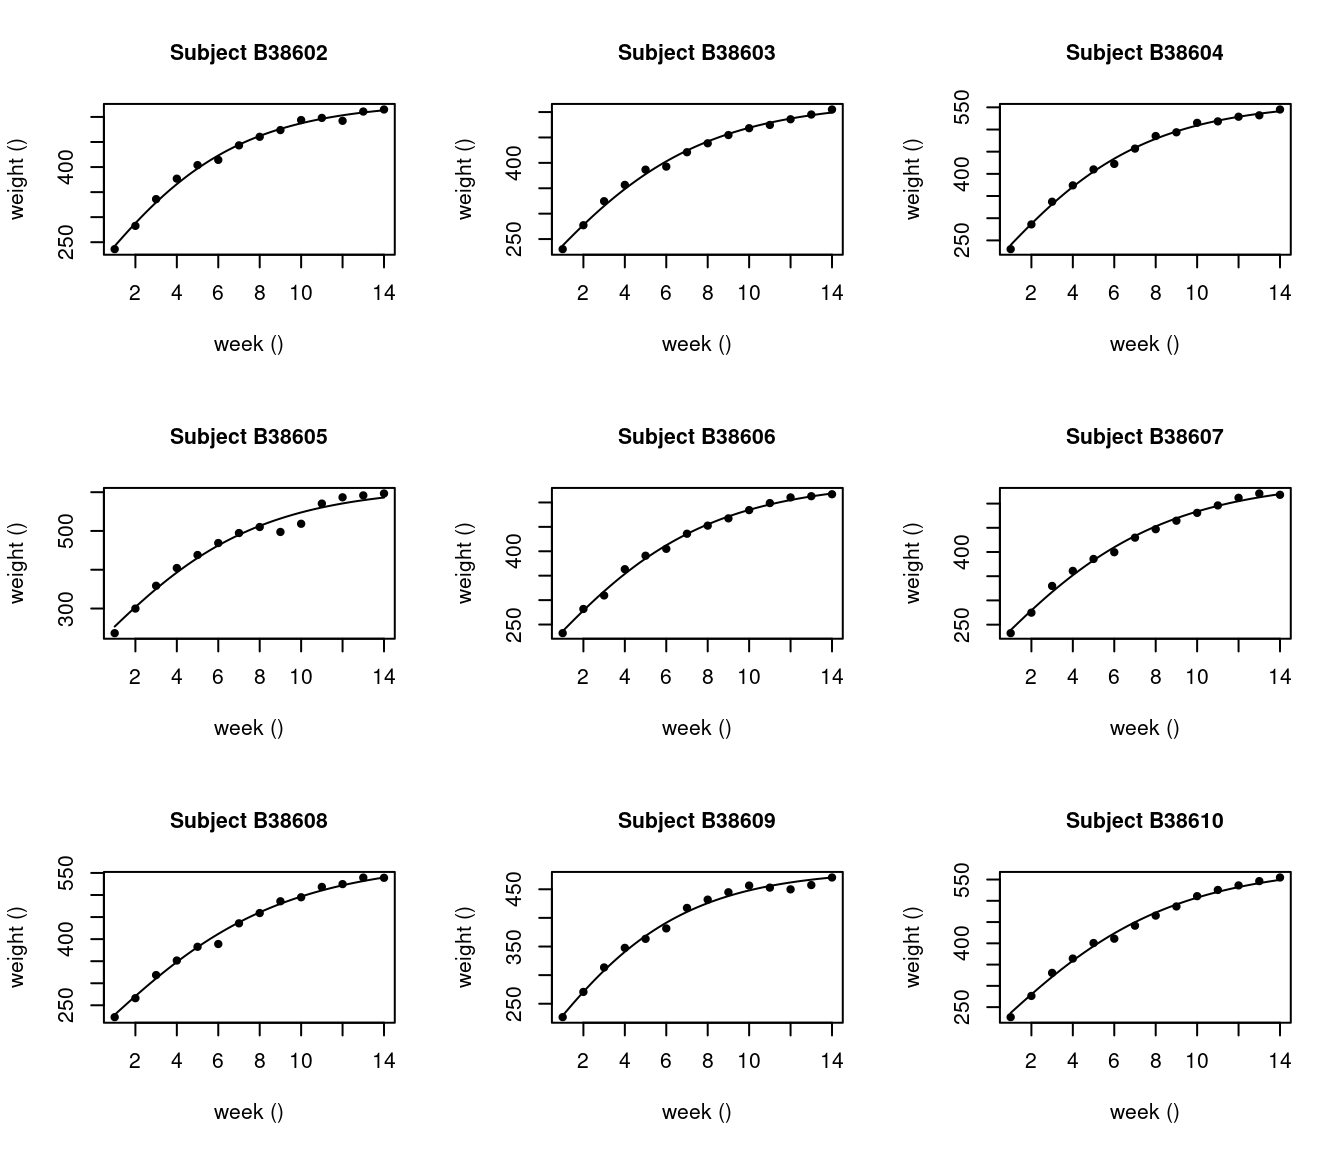 Subject B38602
weight ()
400
250
2 4 6 8 10 14
week ()
Subject B38603
weight ()
400
250
2 4 6 8 10 14
week ()
Subject B38604
weight ()
550
400
250
2 4 6 8 10 14
week ()
Subject B38605
weight ()
500
300
2 4 6 8 10 14
week ()
Subject B38606
weight ()
400
250
2 4 6 8 10 14
week ()
Subject B38607
weight ()
400
250
2 4 6 8 10 14
week ()
Subject B38608
weight ()
550
400
250
2 4 6 8 10 14
week ()
Subject B38609
weight ()
450
350
250
2 4 6 8 10 14
week ()
Subject B38610
weight ()
550
400
250
2 4 6 8 10 14
week ()